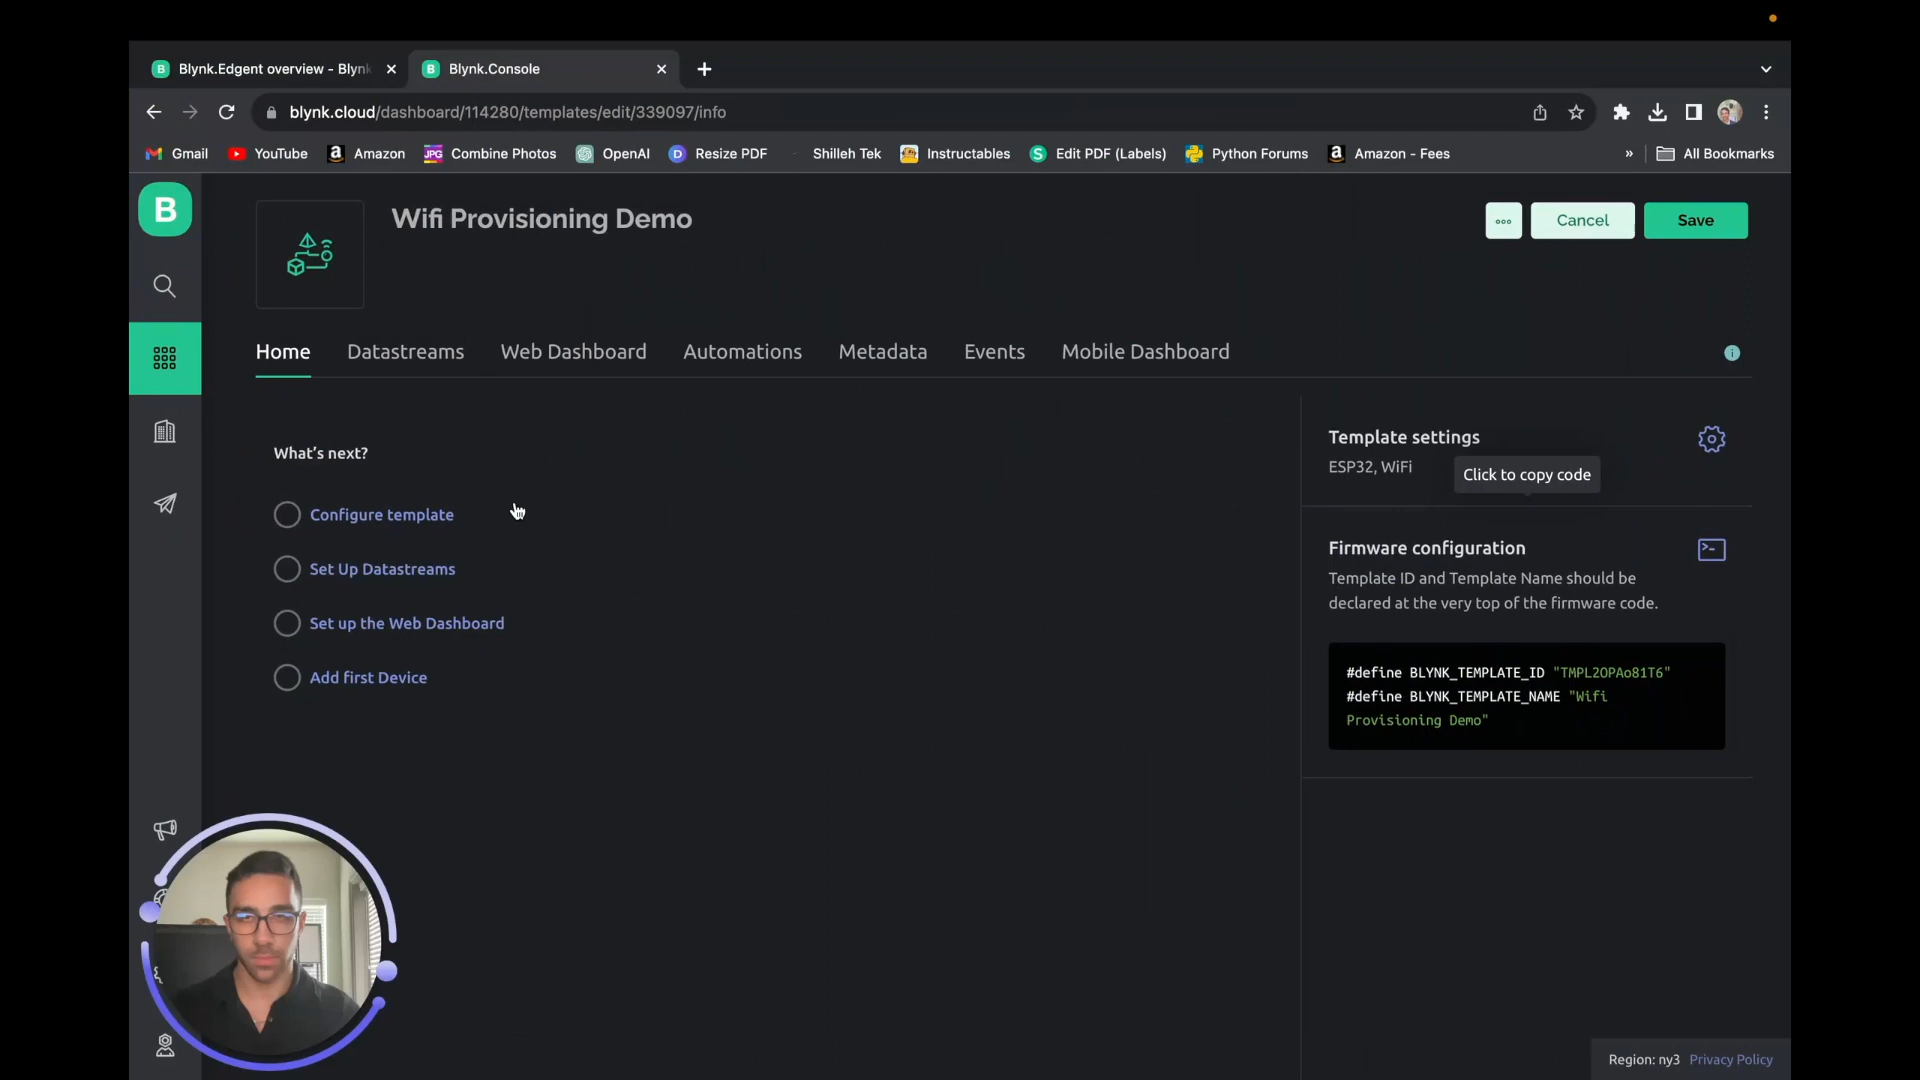 Blynk.Edgent overview - Blynk
Blynk.Console
blynk.cloud/dashboard/114280/templates/edit/339097/info
Gmail
YouTube
Amazon
JPG
Combine Photos
OpenAI
Resize PDF
Shilleh Tek
Instructables
Edit PDF (Labels)
Python Forums
Amazon - Fees
»
All Bookmarks
B
Wifi Provisioning Demo
Cancel
Save
Home
Datastreams
Web Dashboard
Automations
Metadata
Events
Mobile Dashboard
What's next?
Configure template
Set Up Datastreams
Set up the Web Dashboard
Add first Device
Template settings
ESP32, WiFi
Click to copy code
Firmware configuration
Template ID and Template Name should be
declared at the very top of the firmware code.
#define BLYNK_TEMPLATE_ID "TMPL2OPAo81T6"
#define BLYNK_TEMPLATE_NAME "Wifi
Provisioning Demo"
Region: ny3 Privacy Policy